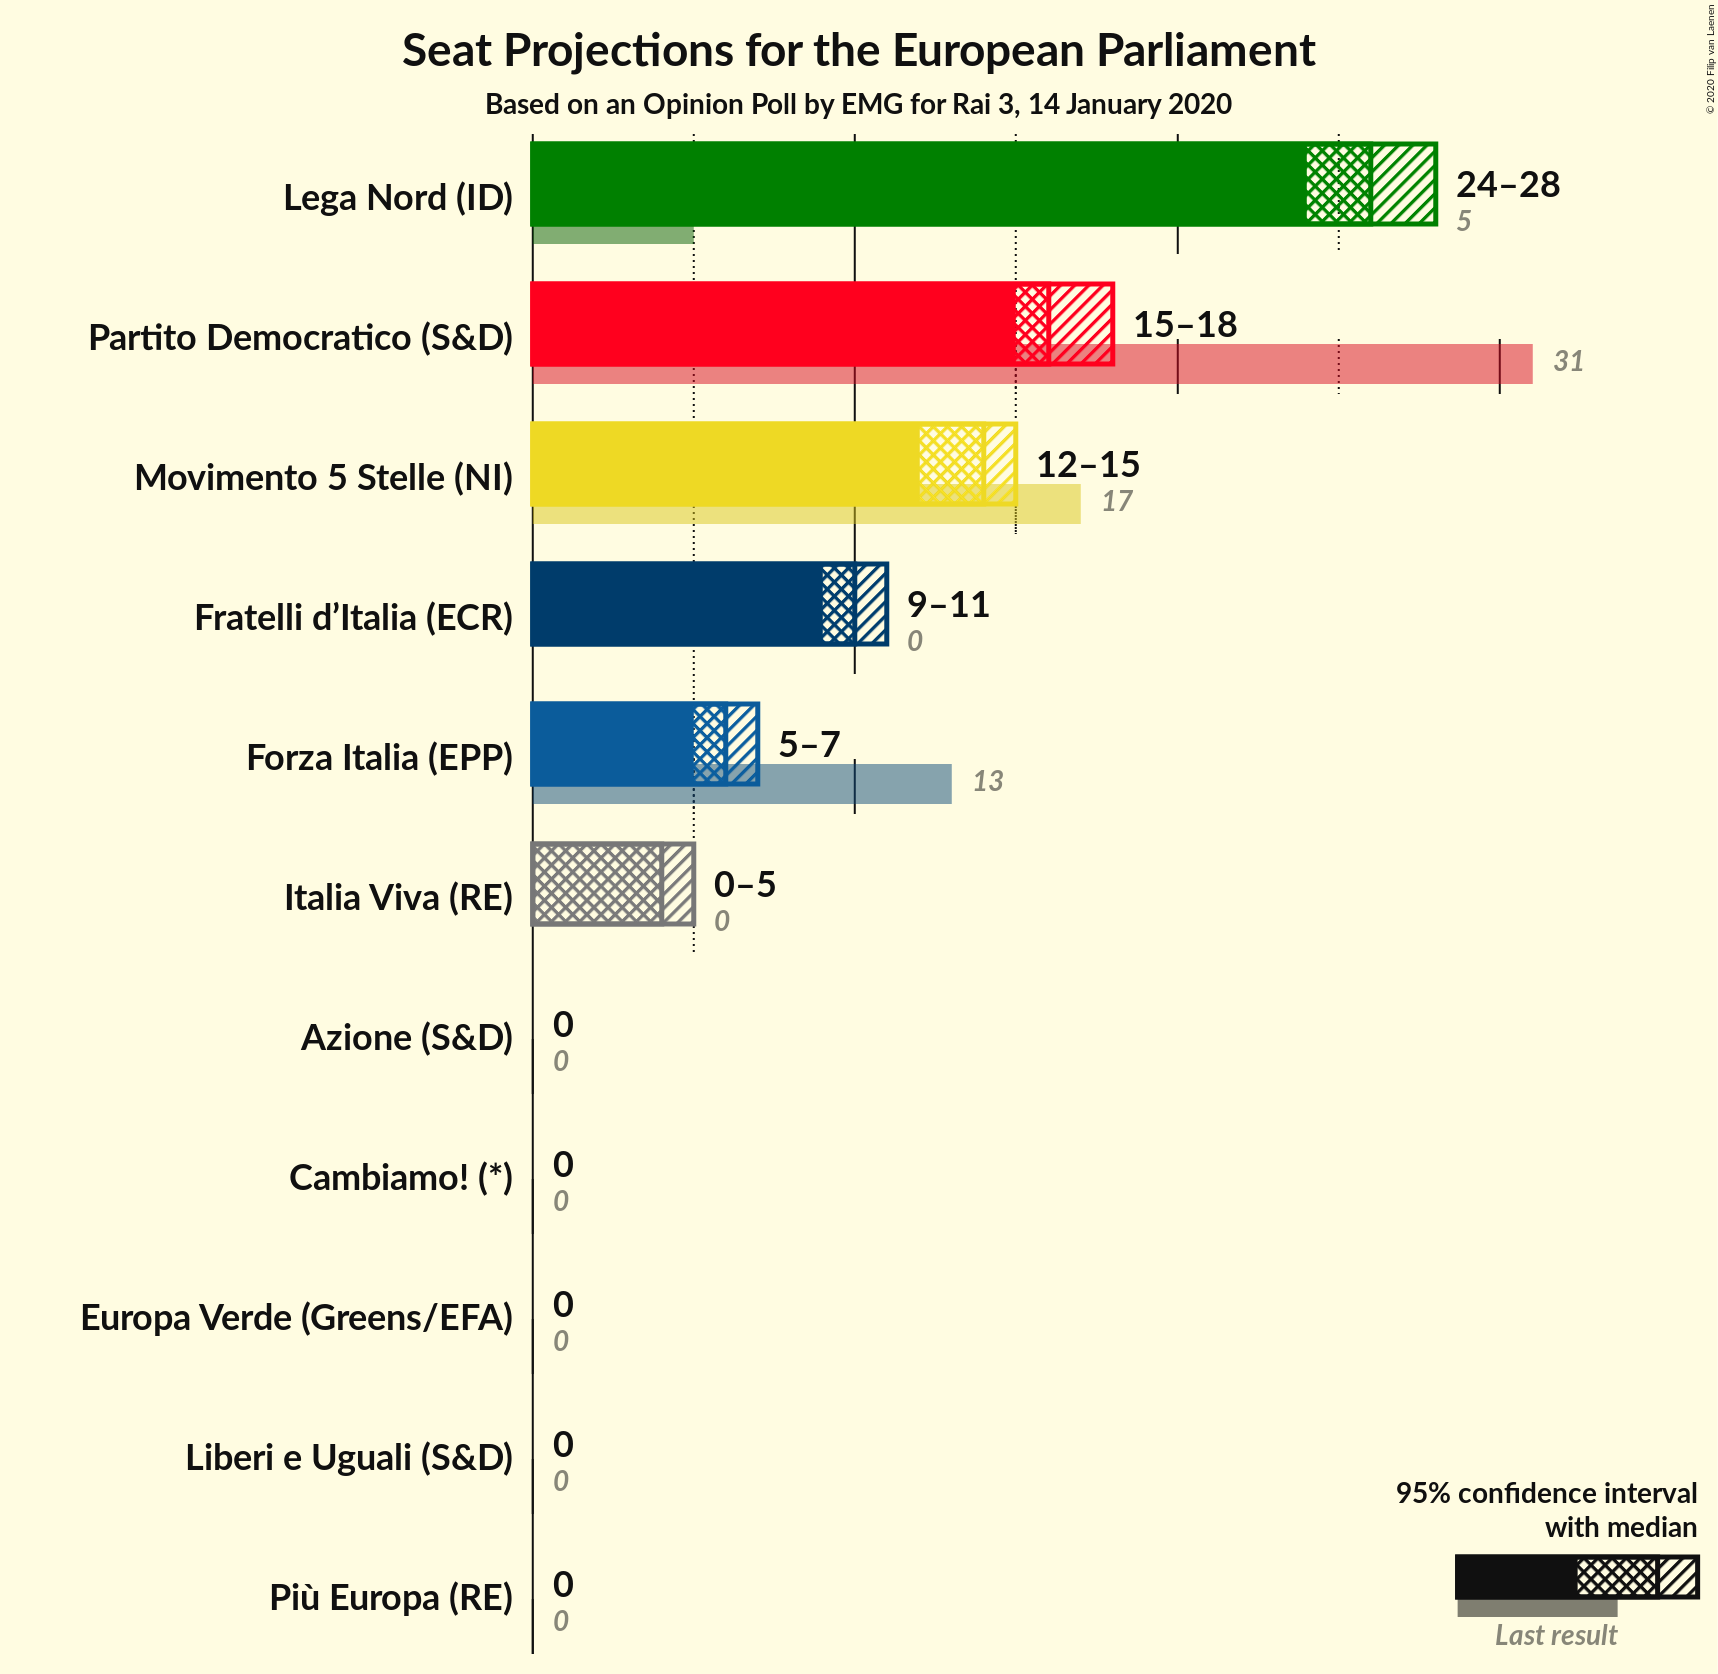 Seat Projections for the European Parliament
Based on an Opinion Poll by EMG for Rai 3, 14 January 2020
© 2020 Filip van Laenen
Lega Nord (ID)
24–28
5
Partito Democratico (S&D)
15–18
31
Movimento 5 Stelle (NI)
12–15
17
Fratelli d’Italia (ECR)
9–11
0
Forza Italia (EPP)
5–7
13
Italia Viva (RE)
0–5
0
Azione (S&D)
0
0
Cambiamo! (*)
0
0
Europa Verde (Greens/EFA)
0
0
Liberi e Uguali (S&D)
0
0
Più Europa (RE)
0
0
95% confidence interval
with median
Last result